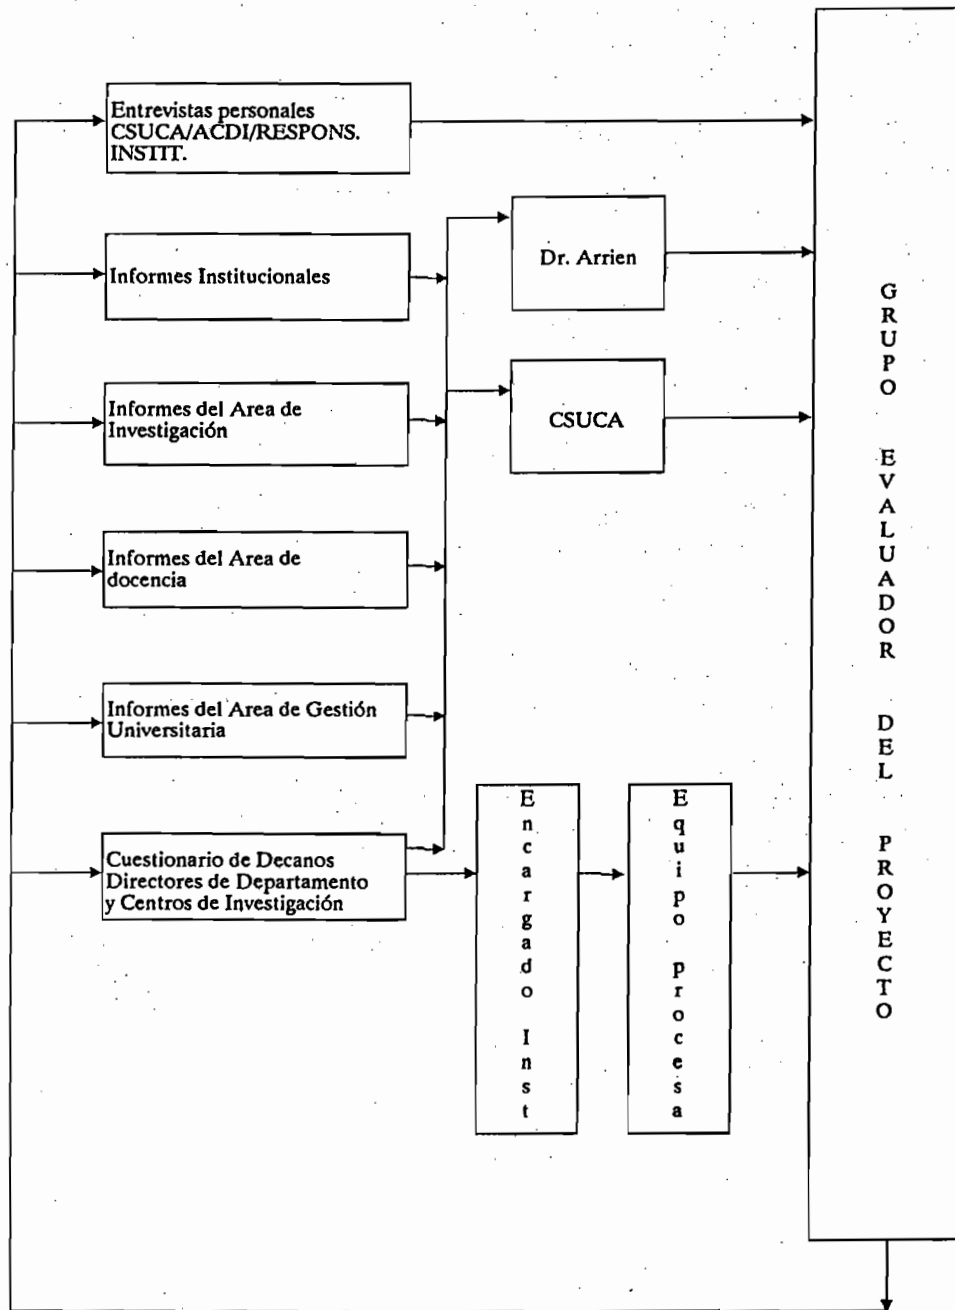 Entrevistas personales
CSUCA/ACDI/RESPONS.
INSTIT.
Informes Institucionales
Dr. Arrien
Informes del Area de
Investigación
CSUCA
Informes del Area de
docencia
Informes del Area de Gestión
Universitaria
Cuestionario de Decanos
Directores de Departamento
y Centros de Investigación
Encargado Inst
Equipo procesa
GRUPO EVALUADOR DEL PROYECTO